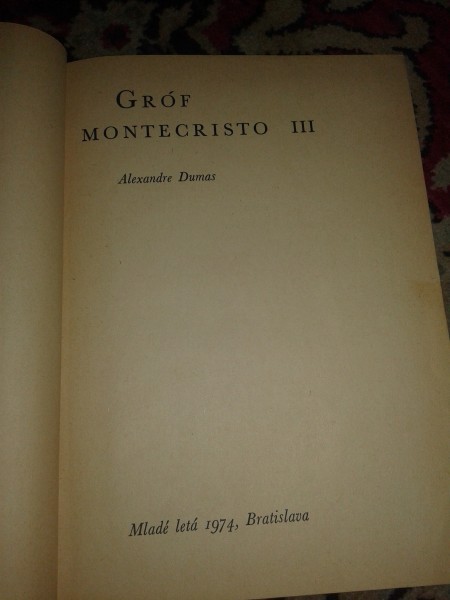 GRÓF
MONTECRISTO III
Alexandre Dumas
Mladé letá 1974, Bratislava